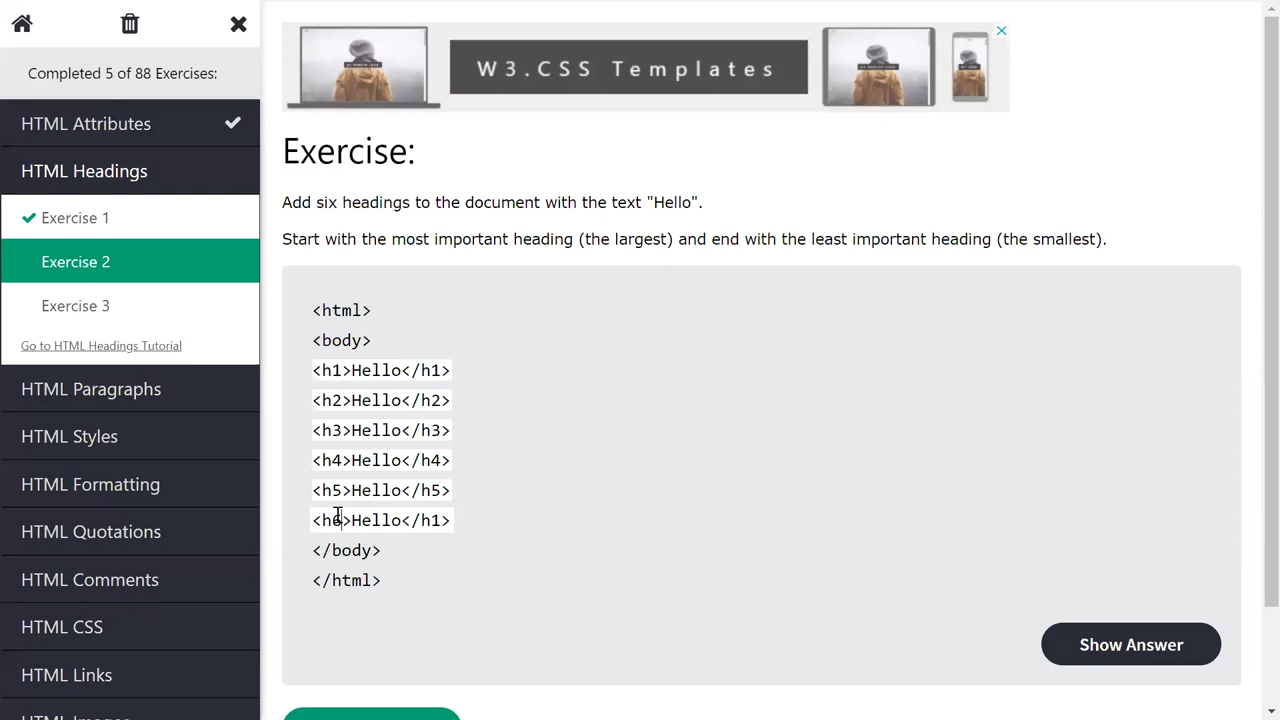 Completed 5 of 88 Exercises:
HTML Attributes
HTML Headings
Exercise 1
Exercise 2
Exercise 3
Go to HTML Headings Tutorial
HTML Paragraphs
HTML Styles
HTML Formatting
HTML Quotations
HTML Comments
HTML CSS
HTML Links
W3.CSS Templates
Exercise:
Add six headings to the document with the text "Hello".
Start with the most important heading (the largest) and end with the least important heading (the smallest).
<html>
<body>
<h1>Hello</h1>
<h2>Hello</h2>
<h3>Hello</h3>
<h4>Hello</h4>
<h5>Hello</h5>
<h6>Hello</h1>
</body>
</html>
Show Answer